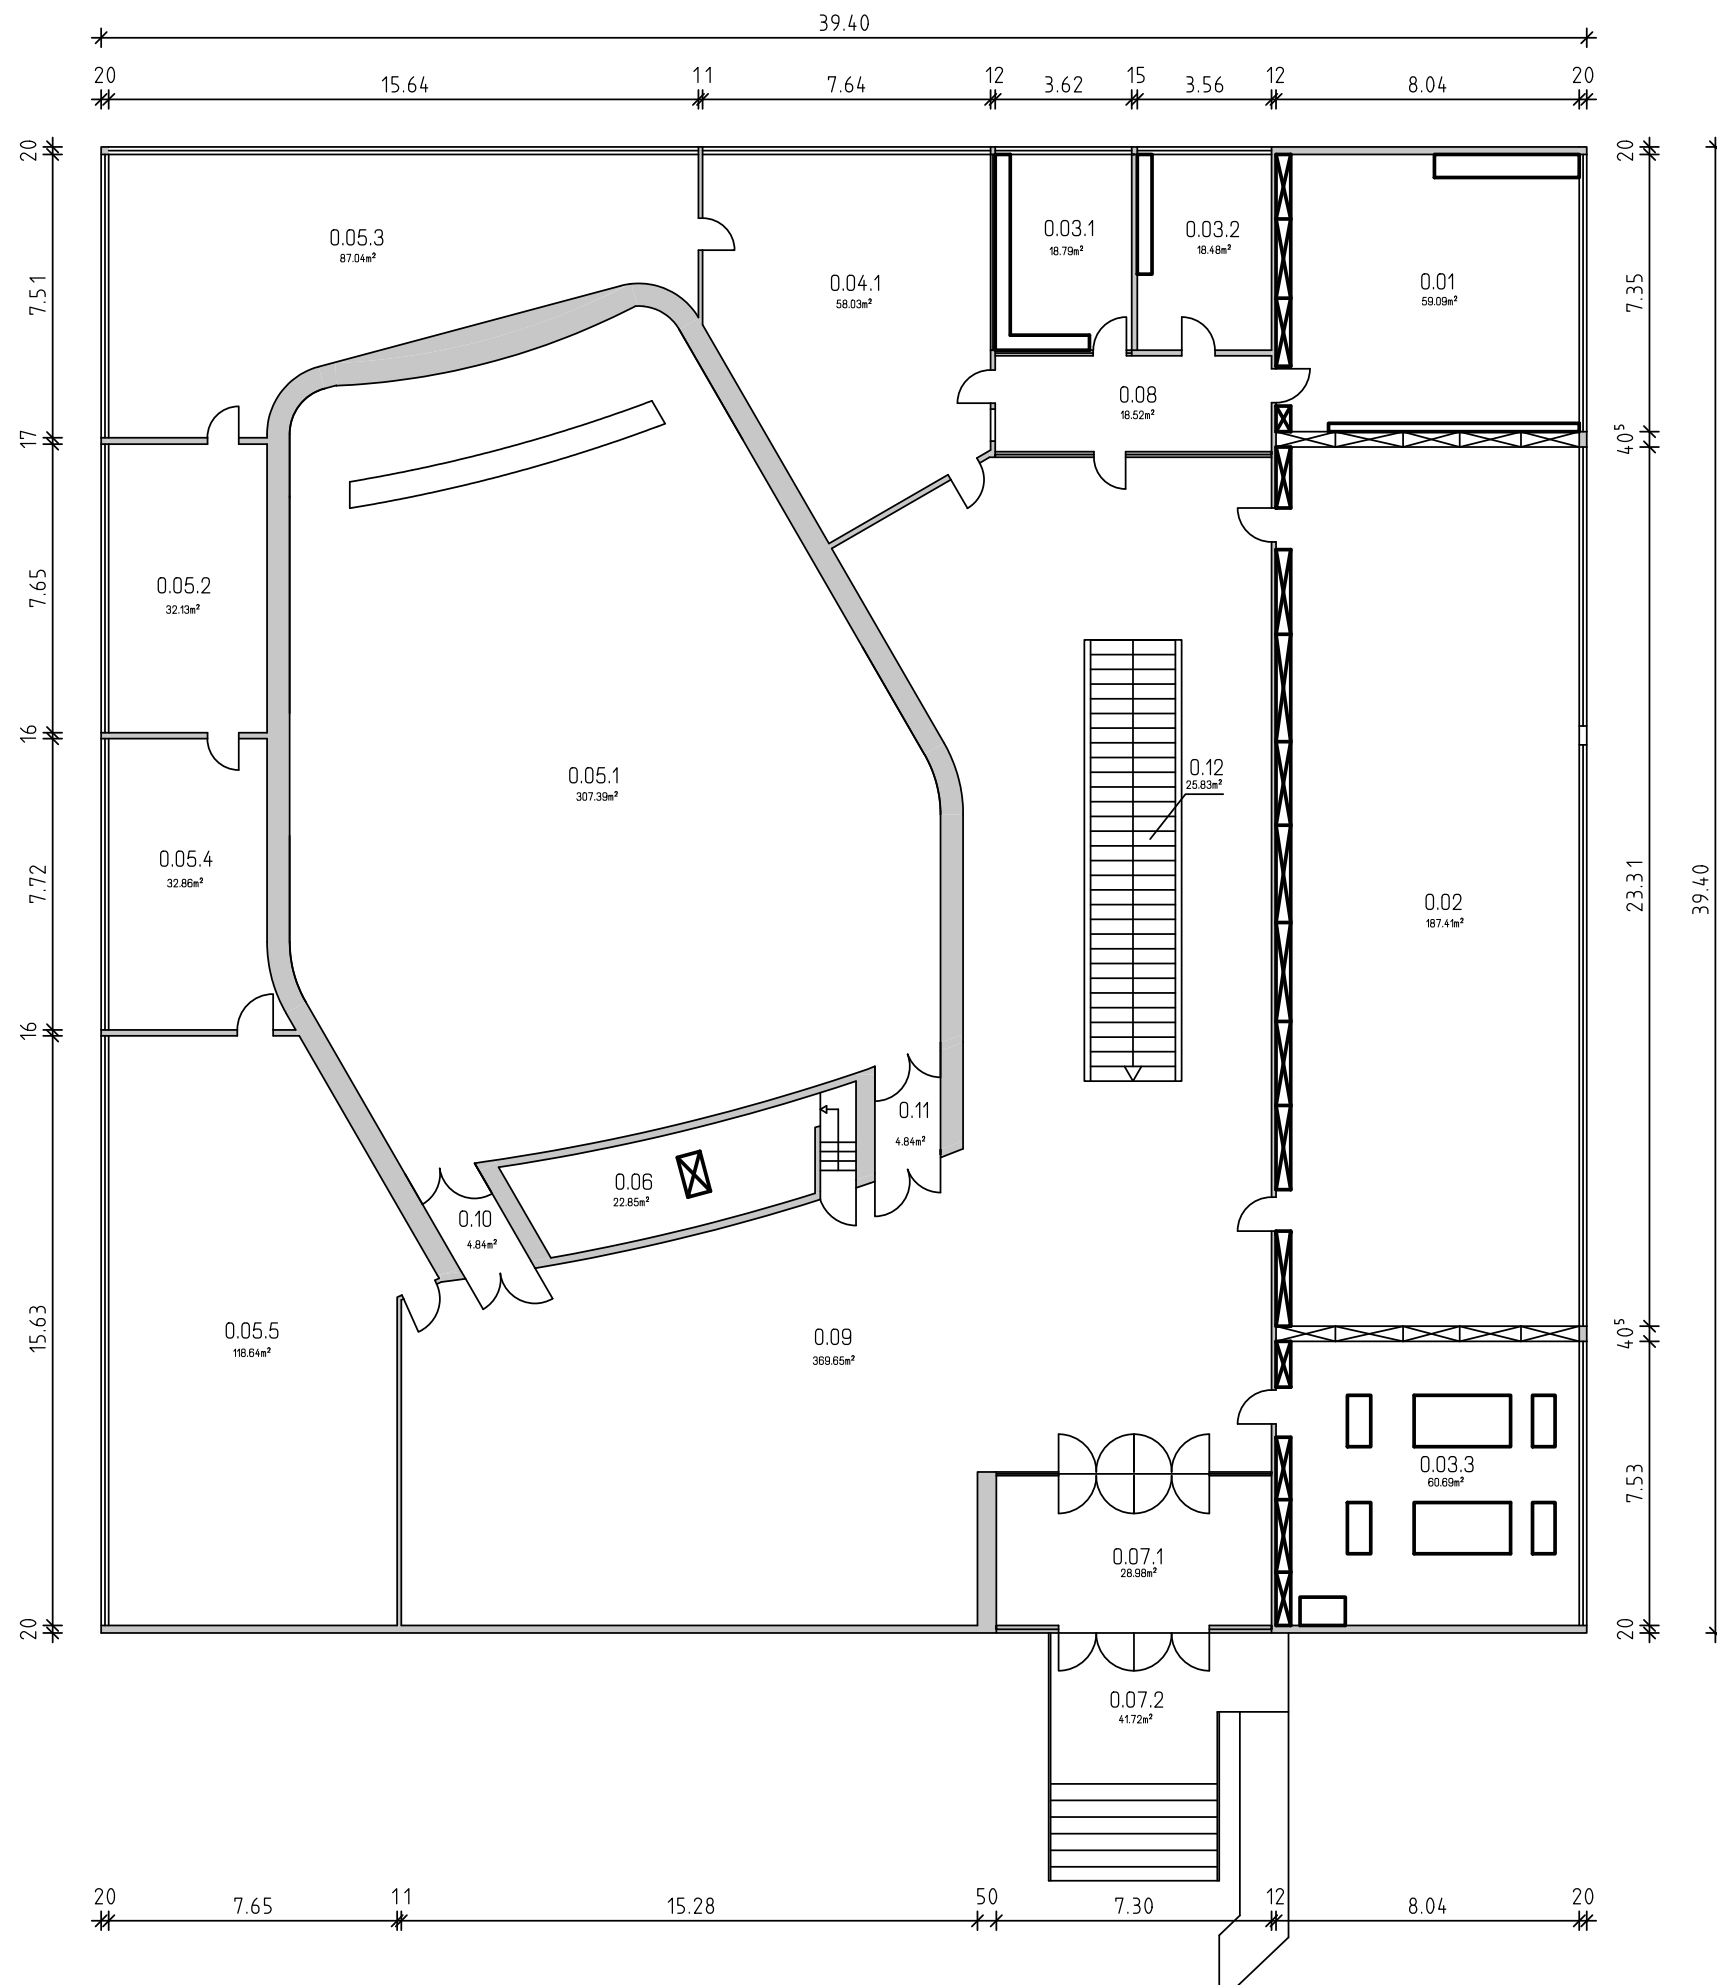 39.40
20 15.64 11 7.64 12 3.62 15 3.56 12 8.04 20
20
7.51
17
7.65
16
7.72
16
15.63
20
20
7.35
40⁵
23.31
40⁵
7.53
20
39.40
0.05.3
87.04m²
0.04.1
58.03m²
0.03.1
18.79m²
0.03.2
18.48m²
0.01
59.09m²
0.08
18.52m²
0.05.2
32.13m²
0.05.1
307.39m²
0.12
25.83m²
0.05.4
32.86m²
0.02
187.41m²
0.11
4.84m²
0.06
22.85m²
0.10
4.84m²
0.05.5
118.64m²
0.09
369.65m²
0.03.3
60.69m²
0.07.1
28.98m²
0.07.2
41.72m²
20 7.65 11 15.28 50 7.30 12 8.04 20